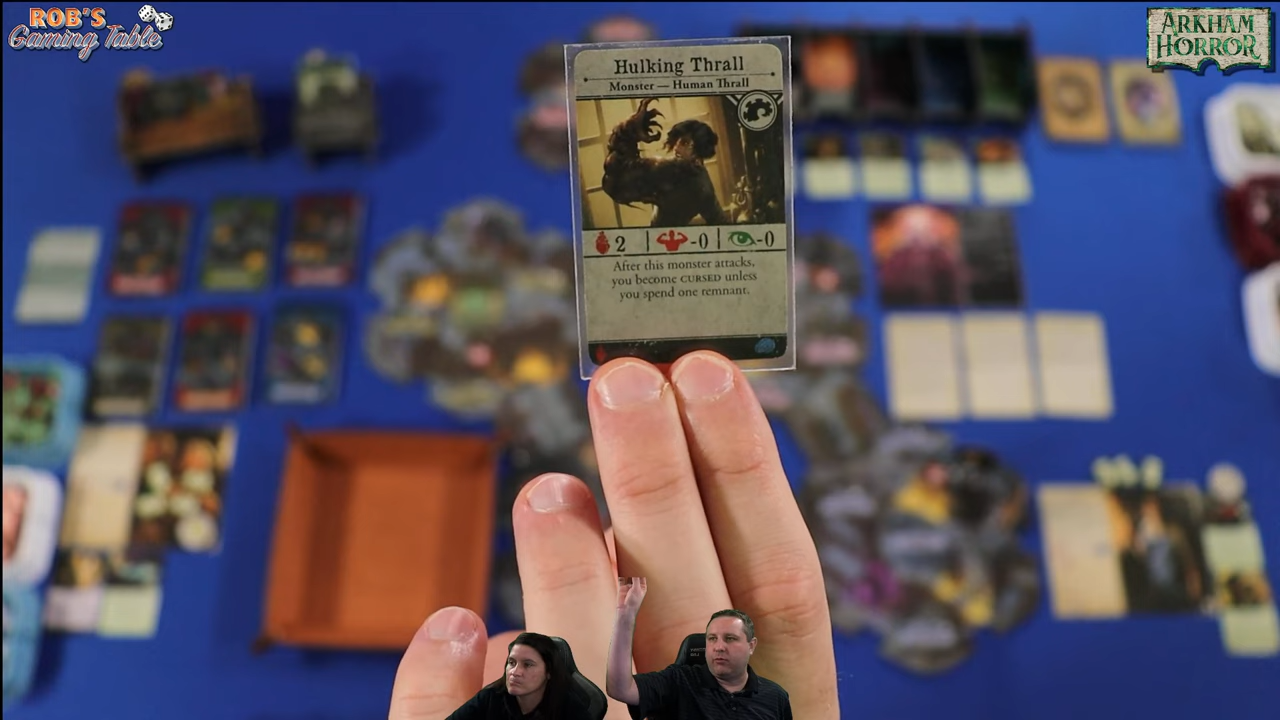 ROB'S
Gaming Table
ARKHAM
HORROR
Hulking Thrall
Monster — Human Thrall
2 -0 -0
After this monster attacks,
you become CURSED unless
you spend one remnant.